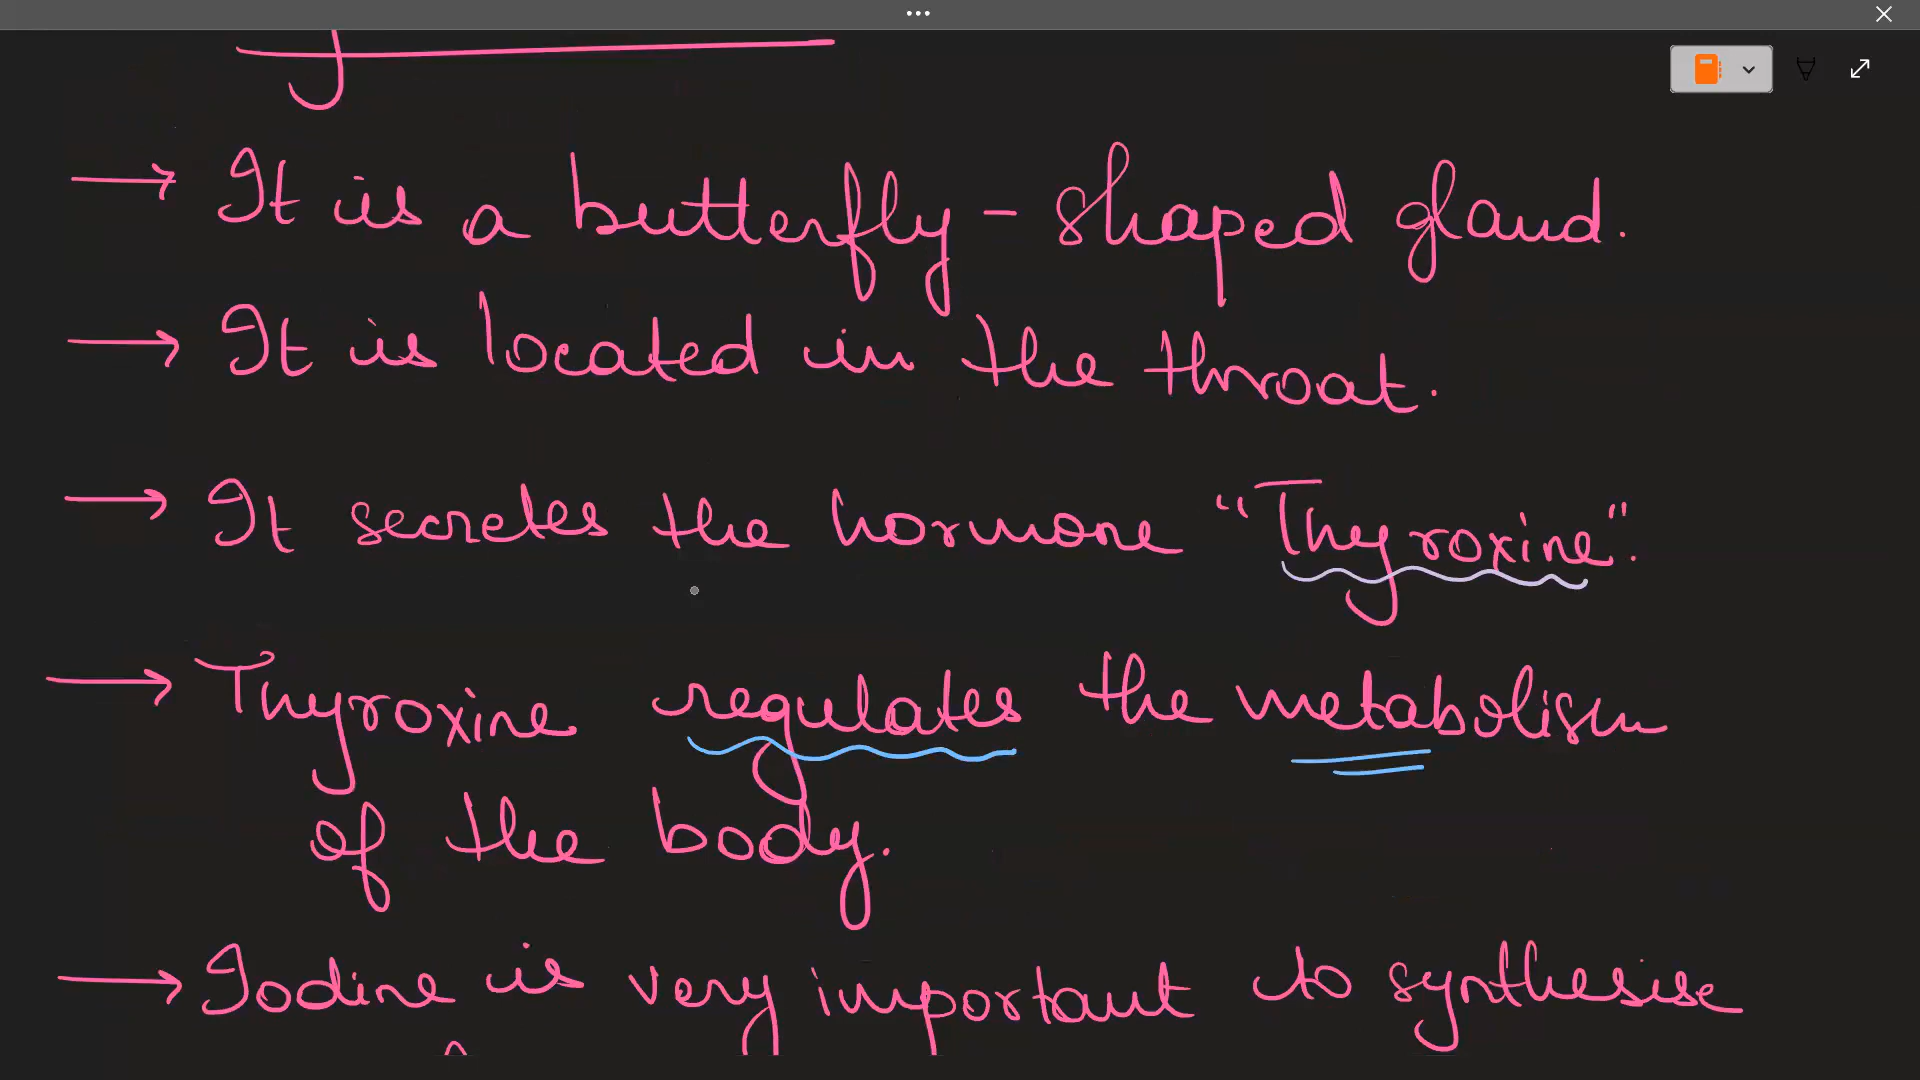 → It is a butterfly - shaped gland.
→ It is located in the throat.
→ It secretes the hormone "Thyroxine".
→ Thyroxine regulates the metabolism
of the body.
→ Iodine is very important to synthesise